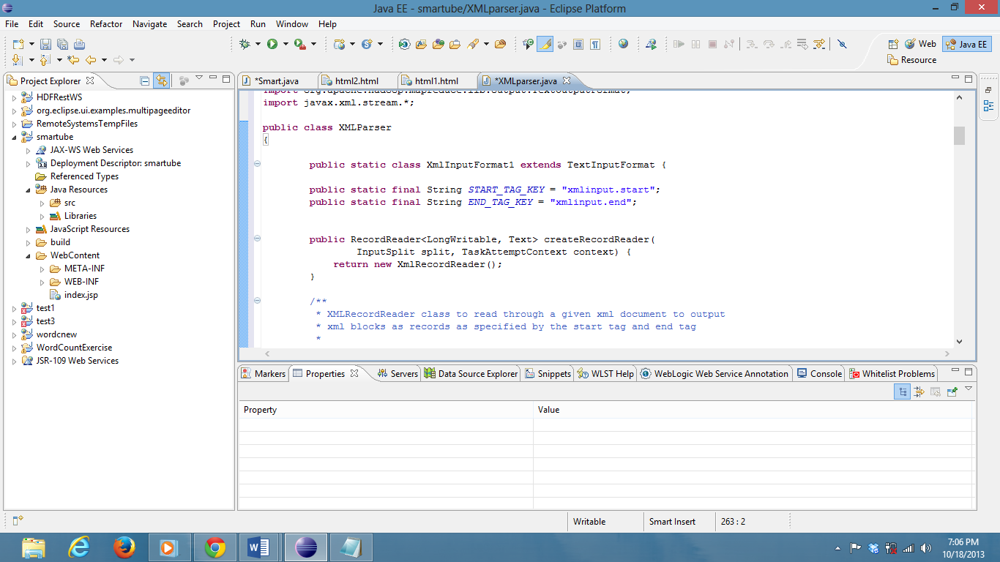 Java EE - smartube/XMLparser.java - Eclipse Platform
File Edit Source Refactor Navigate Search Project Run Window Help
Web Java EE
Resource
Project Explorer
HDFRestWS
org.eclipse.ui.examples.multipageeditor
RemoteSystemsTempFiles
smartube
JAX-WS Web Services
Deployment Descriptor: smartube
Referenced Types
Java Resources
src
Libraries
JavaScript Resources
build
WebContent
META-INF
WEB-INF
index.jsp
test1
test3
wordcnew
WordCountExercise
JSR-109 Web Services
*Smart.java html2.html html1.html *XMLparser.java
import org.apache.hadoop.mapreduce.lib.output.TextOutputFormat;
import javax.xml.stream.*;
public class XMLParser
{
public static class XmlInputFormat1 extends TextInputFormat {
public static final String START_TAG_KEY = "xmlinput.start";
public static final String END_TAG_KEY = "xmlinput.end";
public RecordReader<LongWritable, Text> createRecordReader(
InputSplit split, TaskAttemptContext context) {
return new XmlRecordReader();
}
/**
* XMLRecordReader class to read through a given xml document to output
* xml blocks as records as specified by the start tag and end tag
*
Markers Properties Servers Data Source Explorer Snippets WLST Help WebLogic Web Service Annotation Console Whitelist Problems
Property Value
Writable Smart Insert 263 : 2
7:06 PM
10/18/2013